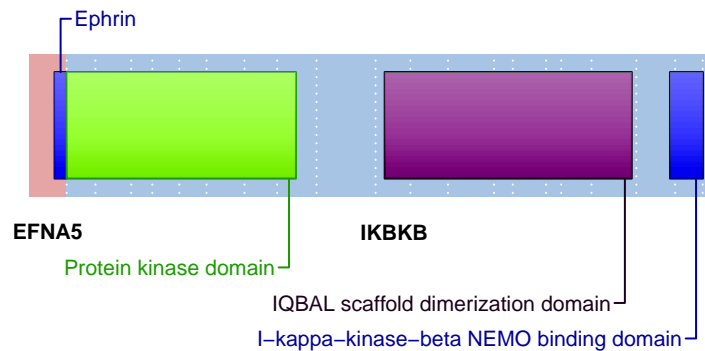 Ephrin
EFNA5
IKBKB
Protein kinase domain
IQBAL scaffold dimerization domain
I−kappa−kinase−beta NEMO binding domain